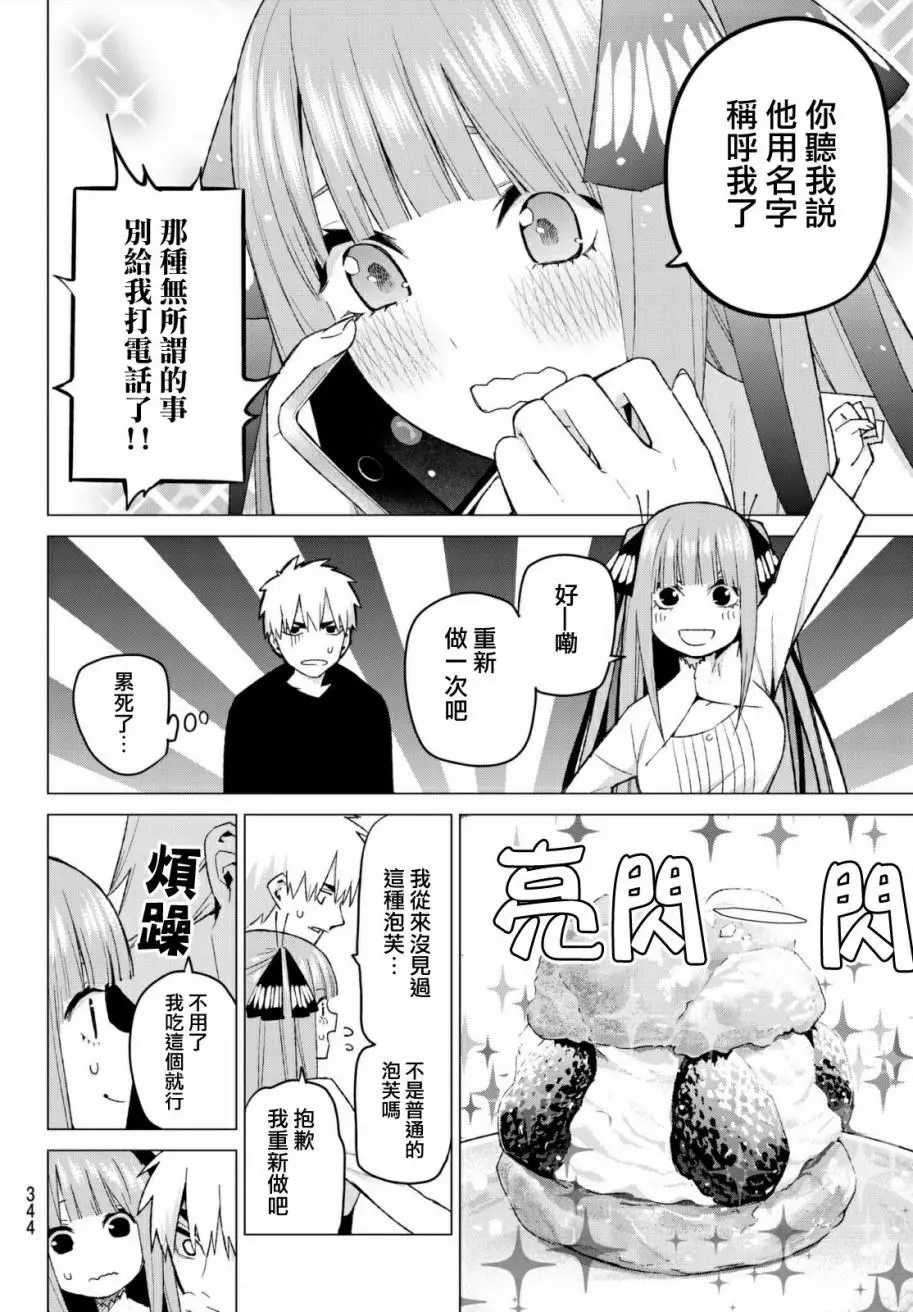 你聽我說
他用名字
稱呼我了
那種無所謂的事
別給我打電話了!!
好—嘞
重新
做一次吧
累死了…
閃
閃
亮
我從來沒見過
這種泡芙…
不是普通的
泡芙嗎
抱歉
我重新做吧
煩躁
不用了
我吃這個就行
344